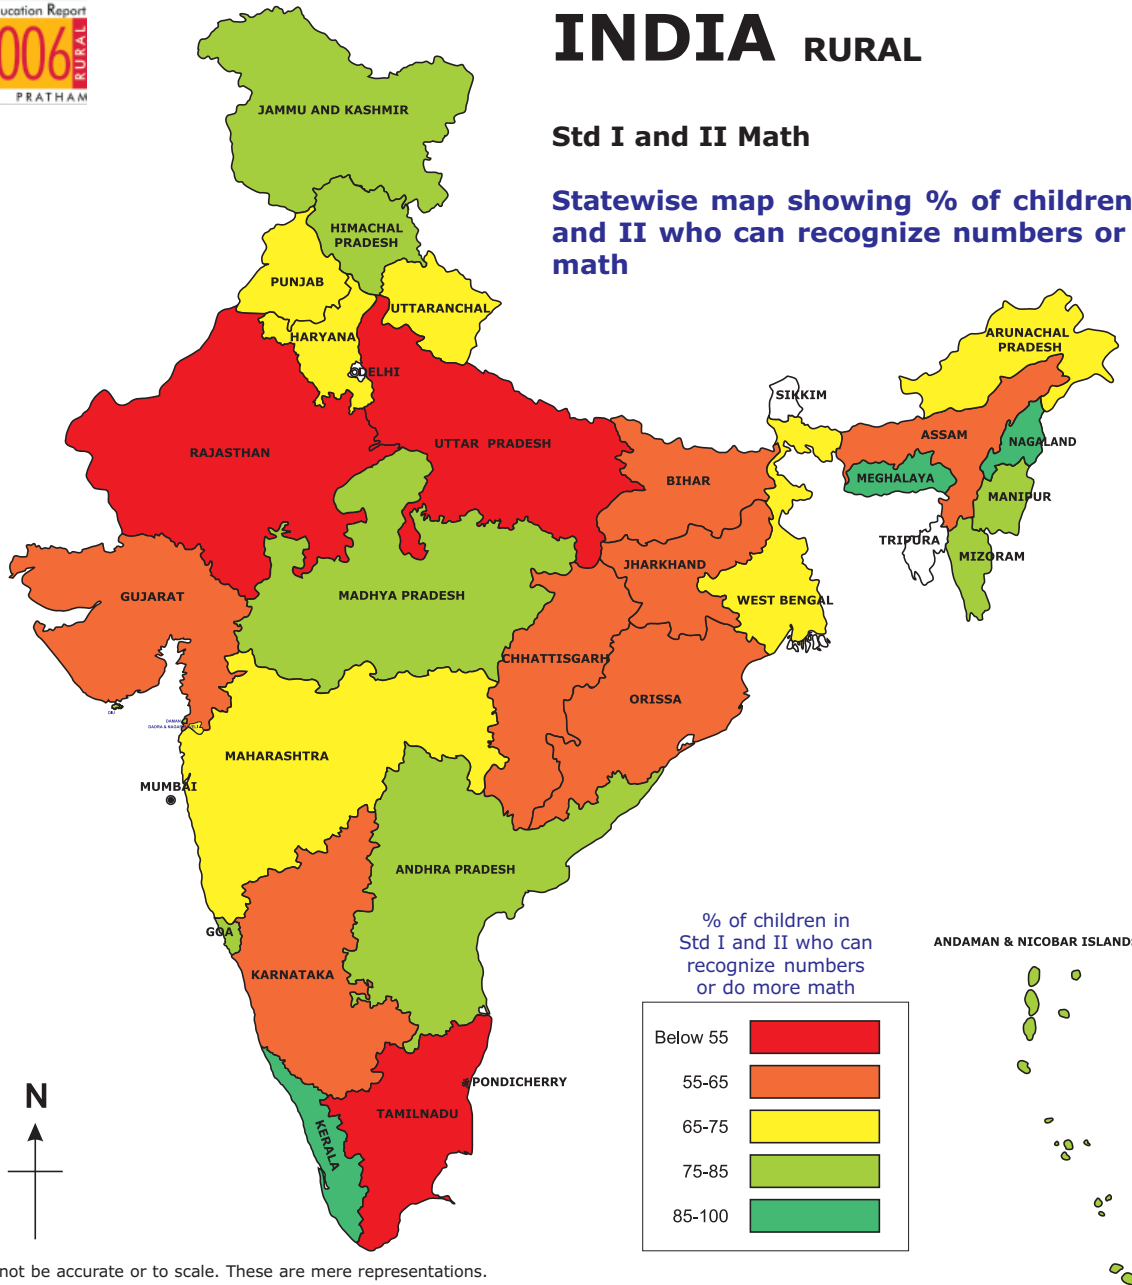 ucation Report
006
RURAL
PRATHAM
INDIA RURAL
Std I and II Math
Statewise map showing % of children
and II who can recognize numbers or
math
JAMMU AND KASHMIR
HIMACHAL
PRADESH
PUNJAB
UTTARANCHAL
HARYANA
DELHI
ARUNACHAL
PRADESH
SIKKIM
RAJASTHAN
UTTAR PRADESH
ASSAM
NAGALAND
BIHAR
MEGHALAYA
MANIPUR
TRIPURA
MIZORAM
JHARKHAND
GUJARAT
MADHYA PRADESH
WEST BENGAL
CHHATTISGARH
ORISSA
DAMAN
MAHARASHTRA
MUMBAI
ANDHRA PRADESH
GOA
KARNATAKA
% of children in
Std I and II who can
recognize numbers
or do more math
ANDAMAN & NICOBAR ISLAND
Below 55
55-65
65-75
75-85
85-100
PONDICHERRY
TAMILNADU
KERALA
N
not be accurate or to scale. These are mere representations.